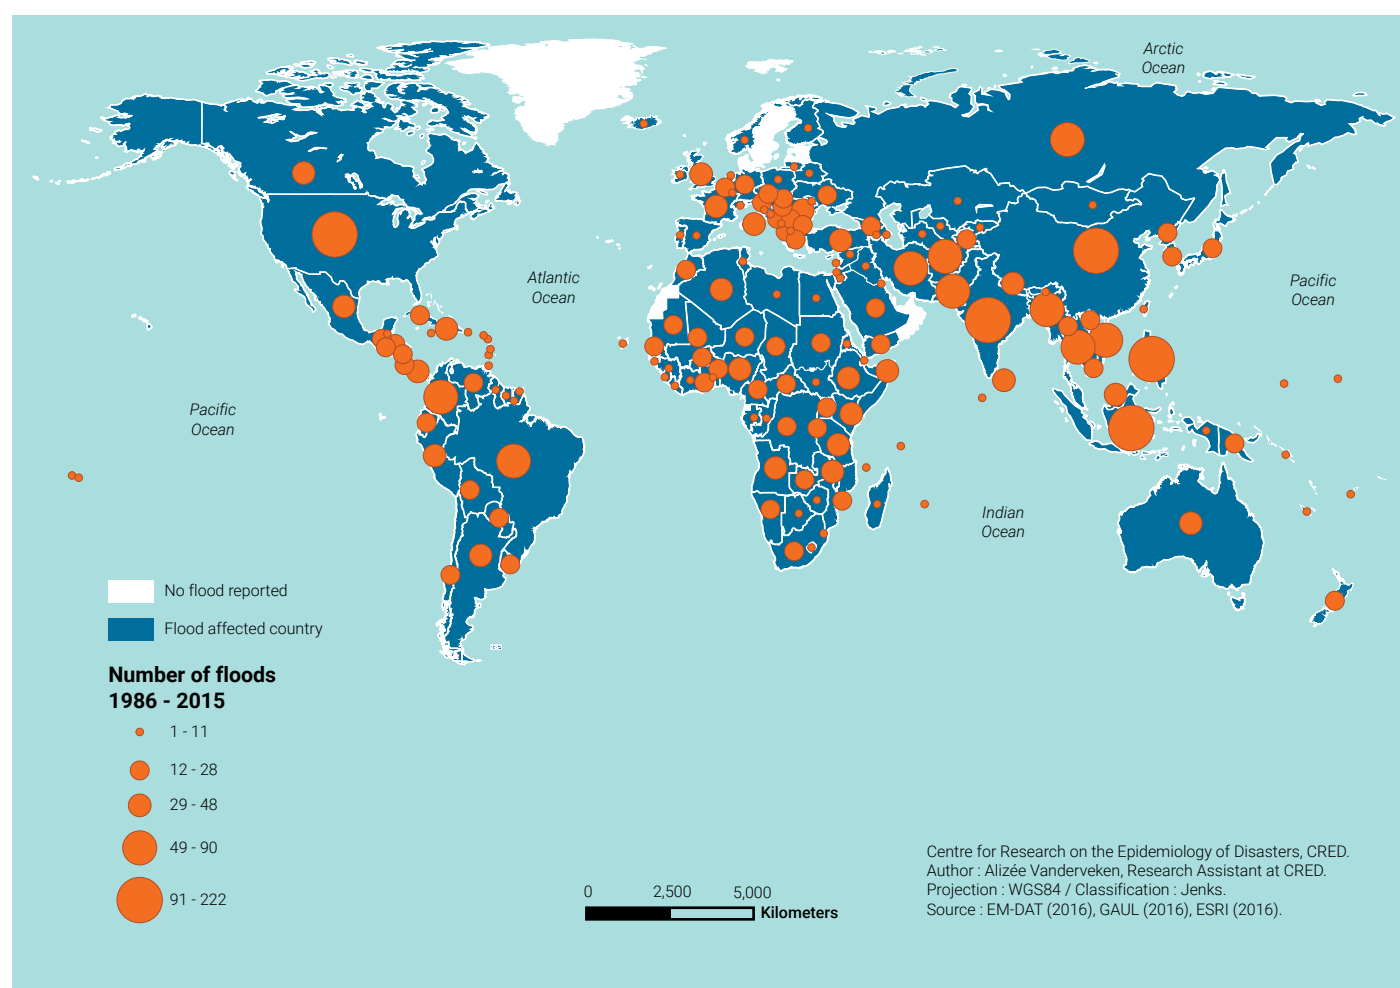 Arctic
Ocean
Atlantic
Ocean
Pacific
Ocean
Pacific
Ocean
Indian
Ocean
No flood reported
Flood affected country
Number of floods
1986 - 2015
1 - 11
12 - 28
29 - 48
49 - 90
91 - 222
0 2,500 5,000
Kilometers
Centre for Research on the Epidemiology of Disasters, CRED.
Author : Alizée Vanderveken, Research Assistant at CRED.
Projection : WGS84 / Classification : Jenks.
Source : EM-DAT (2016), GAUL (2016), ESRI (2016).